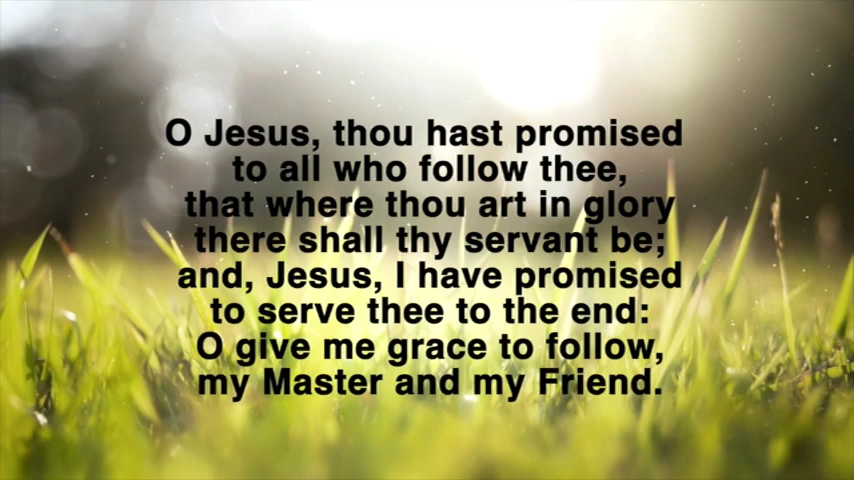 O Jesus, thou hast promised
to all who follow thee,
that where thou art in glory
there shall thy servant be;
and, Jesus, I have promised
to serve thee to the end:
O give me grace to follow,
my Master and my Friend.